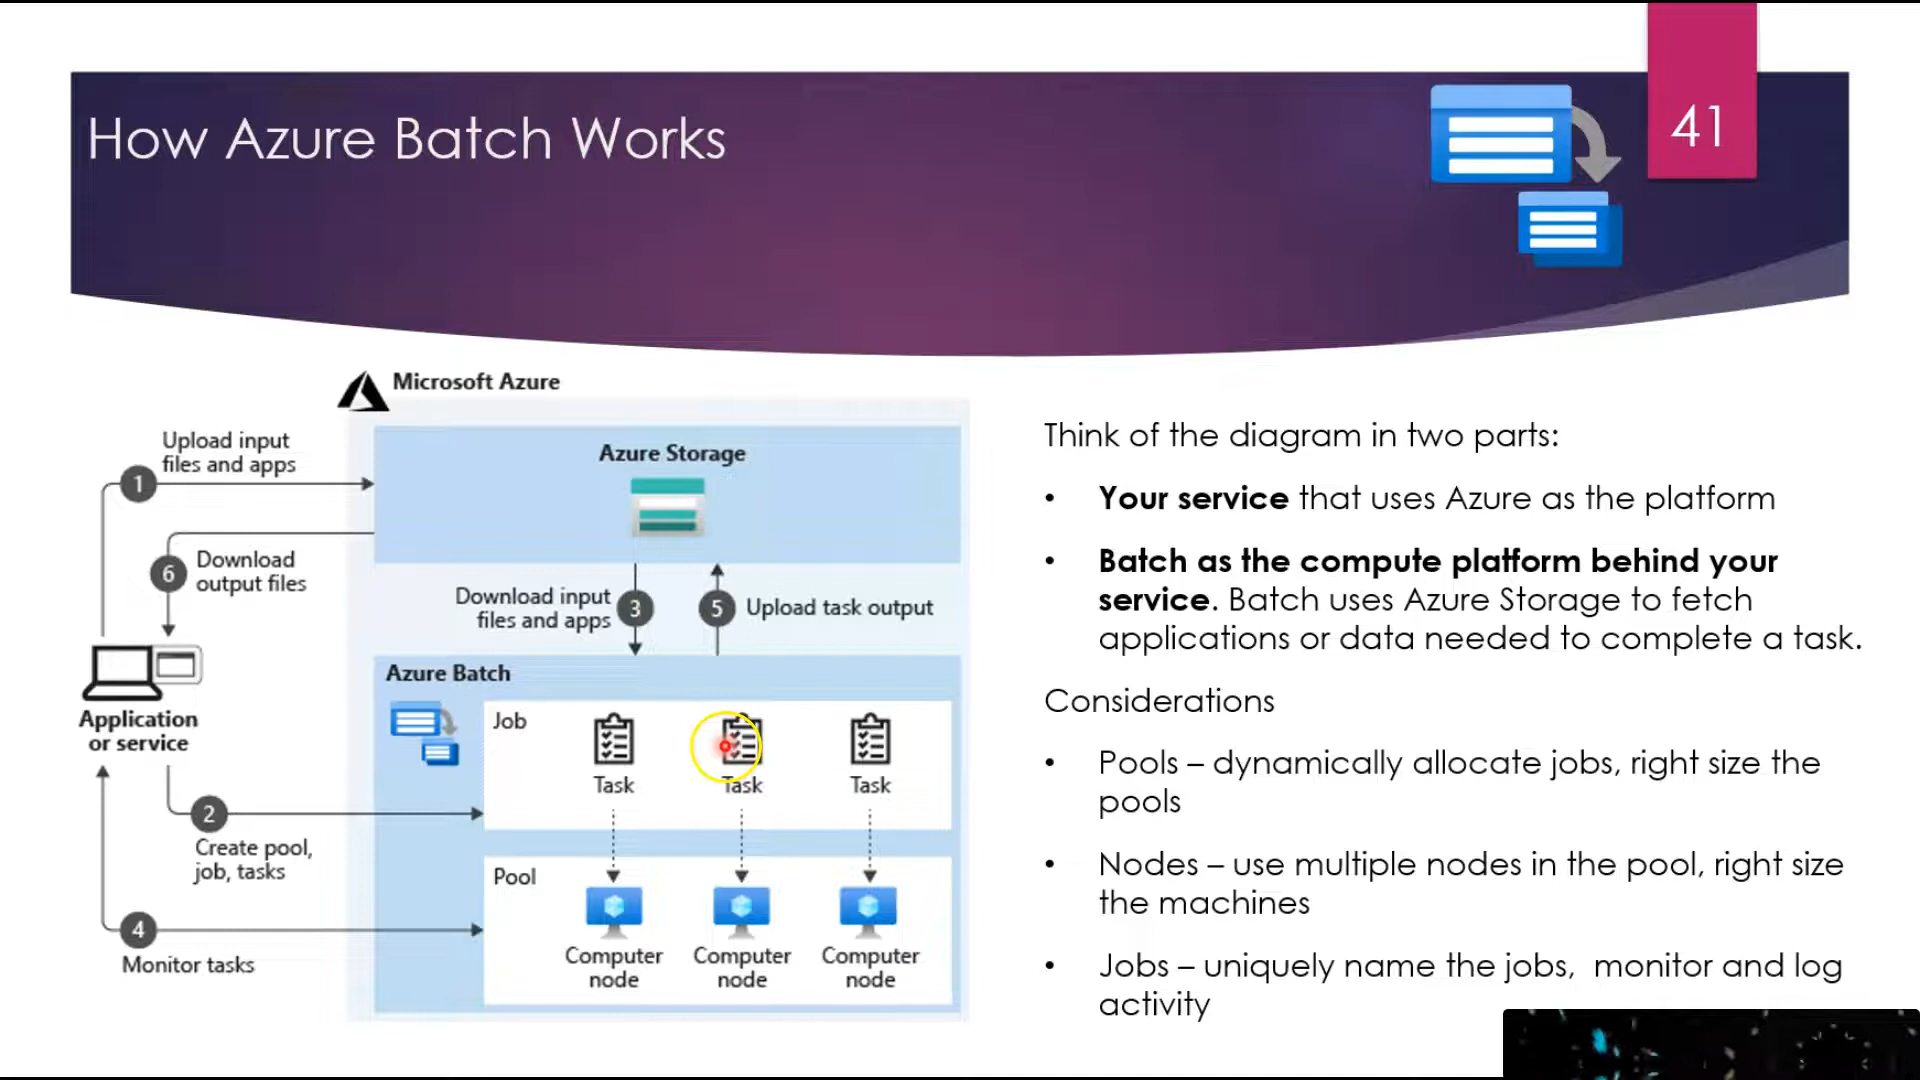 How Azure Batch Works
41
Microsoft Azure
Upload input
files and apps
1
Azure Storage
6
Download
output files
Download input
files and apps
3
5
Upload task output
Application
or service
Azure Batch
Job
Task
Task
Task
2
Create pool,
job, tasks
Pool
4
Monitor tasks
Computer
node
Computer
node
Computer
node
Think of the diagram in two parts:
• Your service that uses Azure as the platform
• Batch as the compute platform behind your
service. Batch uses Azure Storage to fetch
applications or data needed to complete a task.
Considerations
• Pools – dynamically allocate jobs, right size the
pools
• Nodes – use multiple nodes in the pool, right size
the machines
• Jobs – uniquely name the jobs, monitor and log
activity